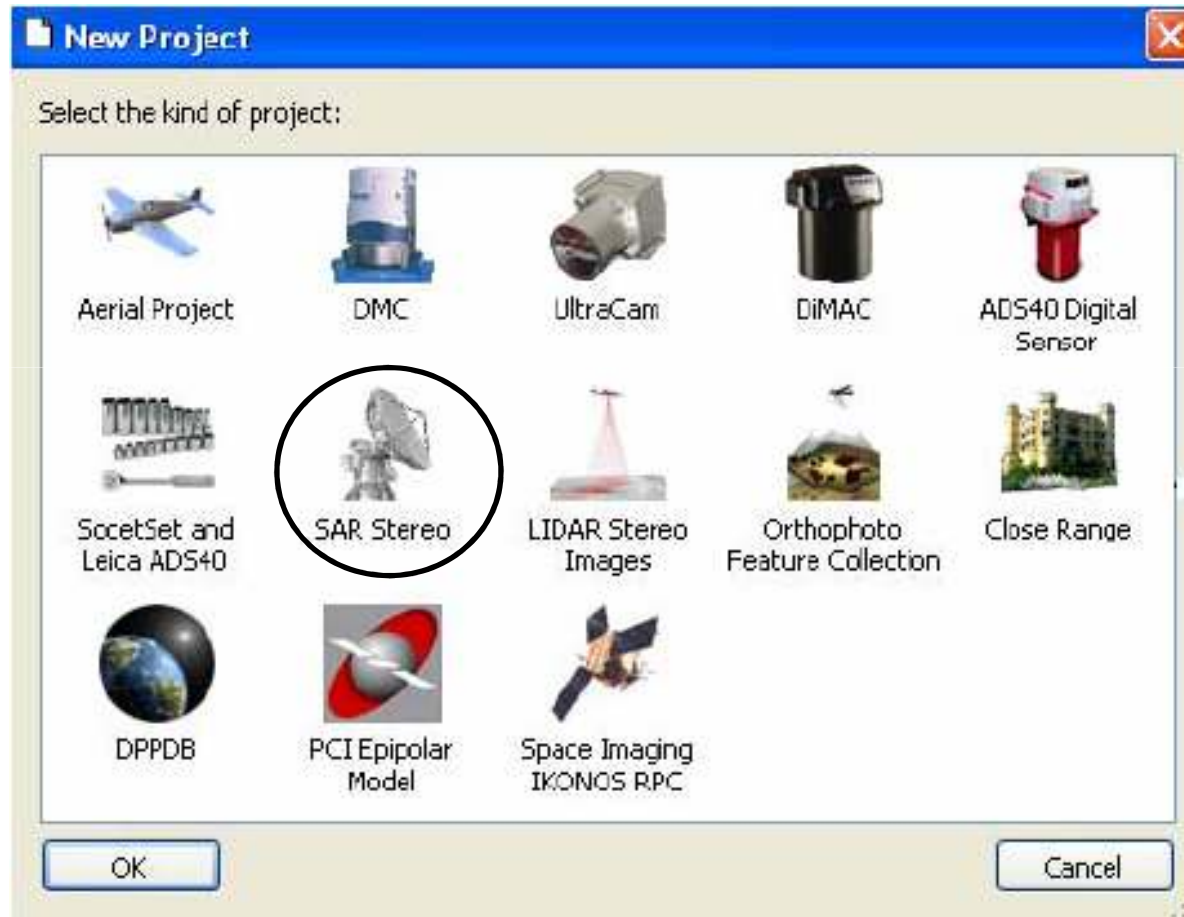 New Project
Select the kind of project:
Aerial Project
DMC
UltraCam
DiMAC
ADS40 Digital
Sensor
SocetSet and
Leica ADS40
SAR Stereo
LIDAR Stereo
Images
Orthophoto
Feature Collection
Close Range
DPPDB
PCI Epipolar
Model
Space Imaging
IKONOS RPC
OK
Cancel